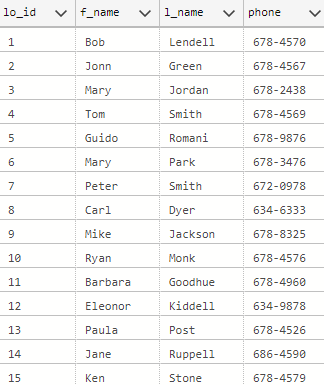 lo_id f_name l_name phone
1 Bob Lendell 678-4570
2 Jonn Green 678-4567
3 Mary Jordan 678-2438
4 Tom Smith 678-4569
5 Guido Romani 678-9876
6 Mary Park 678-3476
7 Peter Smith 672-0978
8 Carl Dyer 634-6333
9 Mike Jackson 678-8325
10 Ryan Monk 678-4576
11 Barbara Goodhue 678-4960
12 Eleonor Kiddell 634-9878
13 Paula Post 678-4526
14 Jane Ruppell 686-4590
15 Ken Stone 678-4579